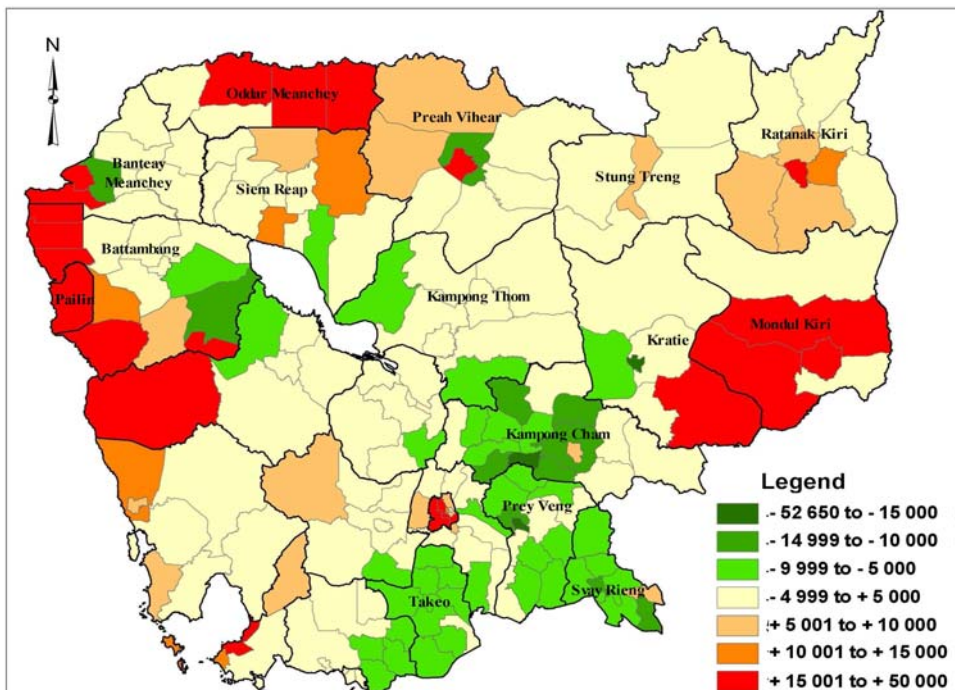 N
Oddar Meanchey
Preah Vihear
Ratanak Kiri
Banteay
Meanchey
Siem Reap
Stung Treng
Battambang
Pailin
Kampong Thom
Mondul Kiri
Kratie
Kampong Cham
Prey Veng
Takeo
Svay Rieng
Legend
- 52 650 to - 15 000
- 14 999 to - 10 000
- 9 999 to - 5 000
- 4 999 to + 5 000
+ 5 001 to + 10 000
+ 10 001 to + 15 000
+ 15 001 to + 50 000